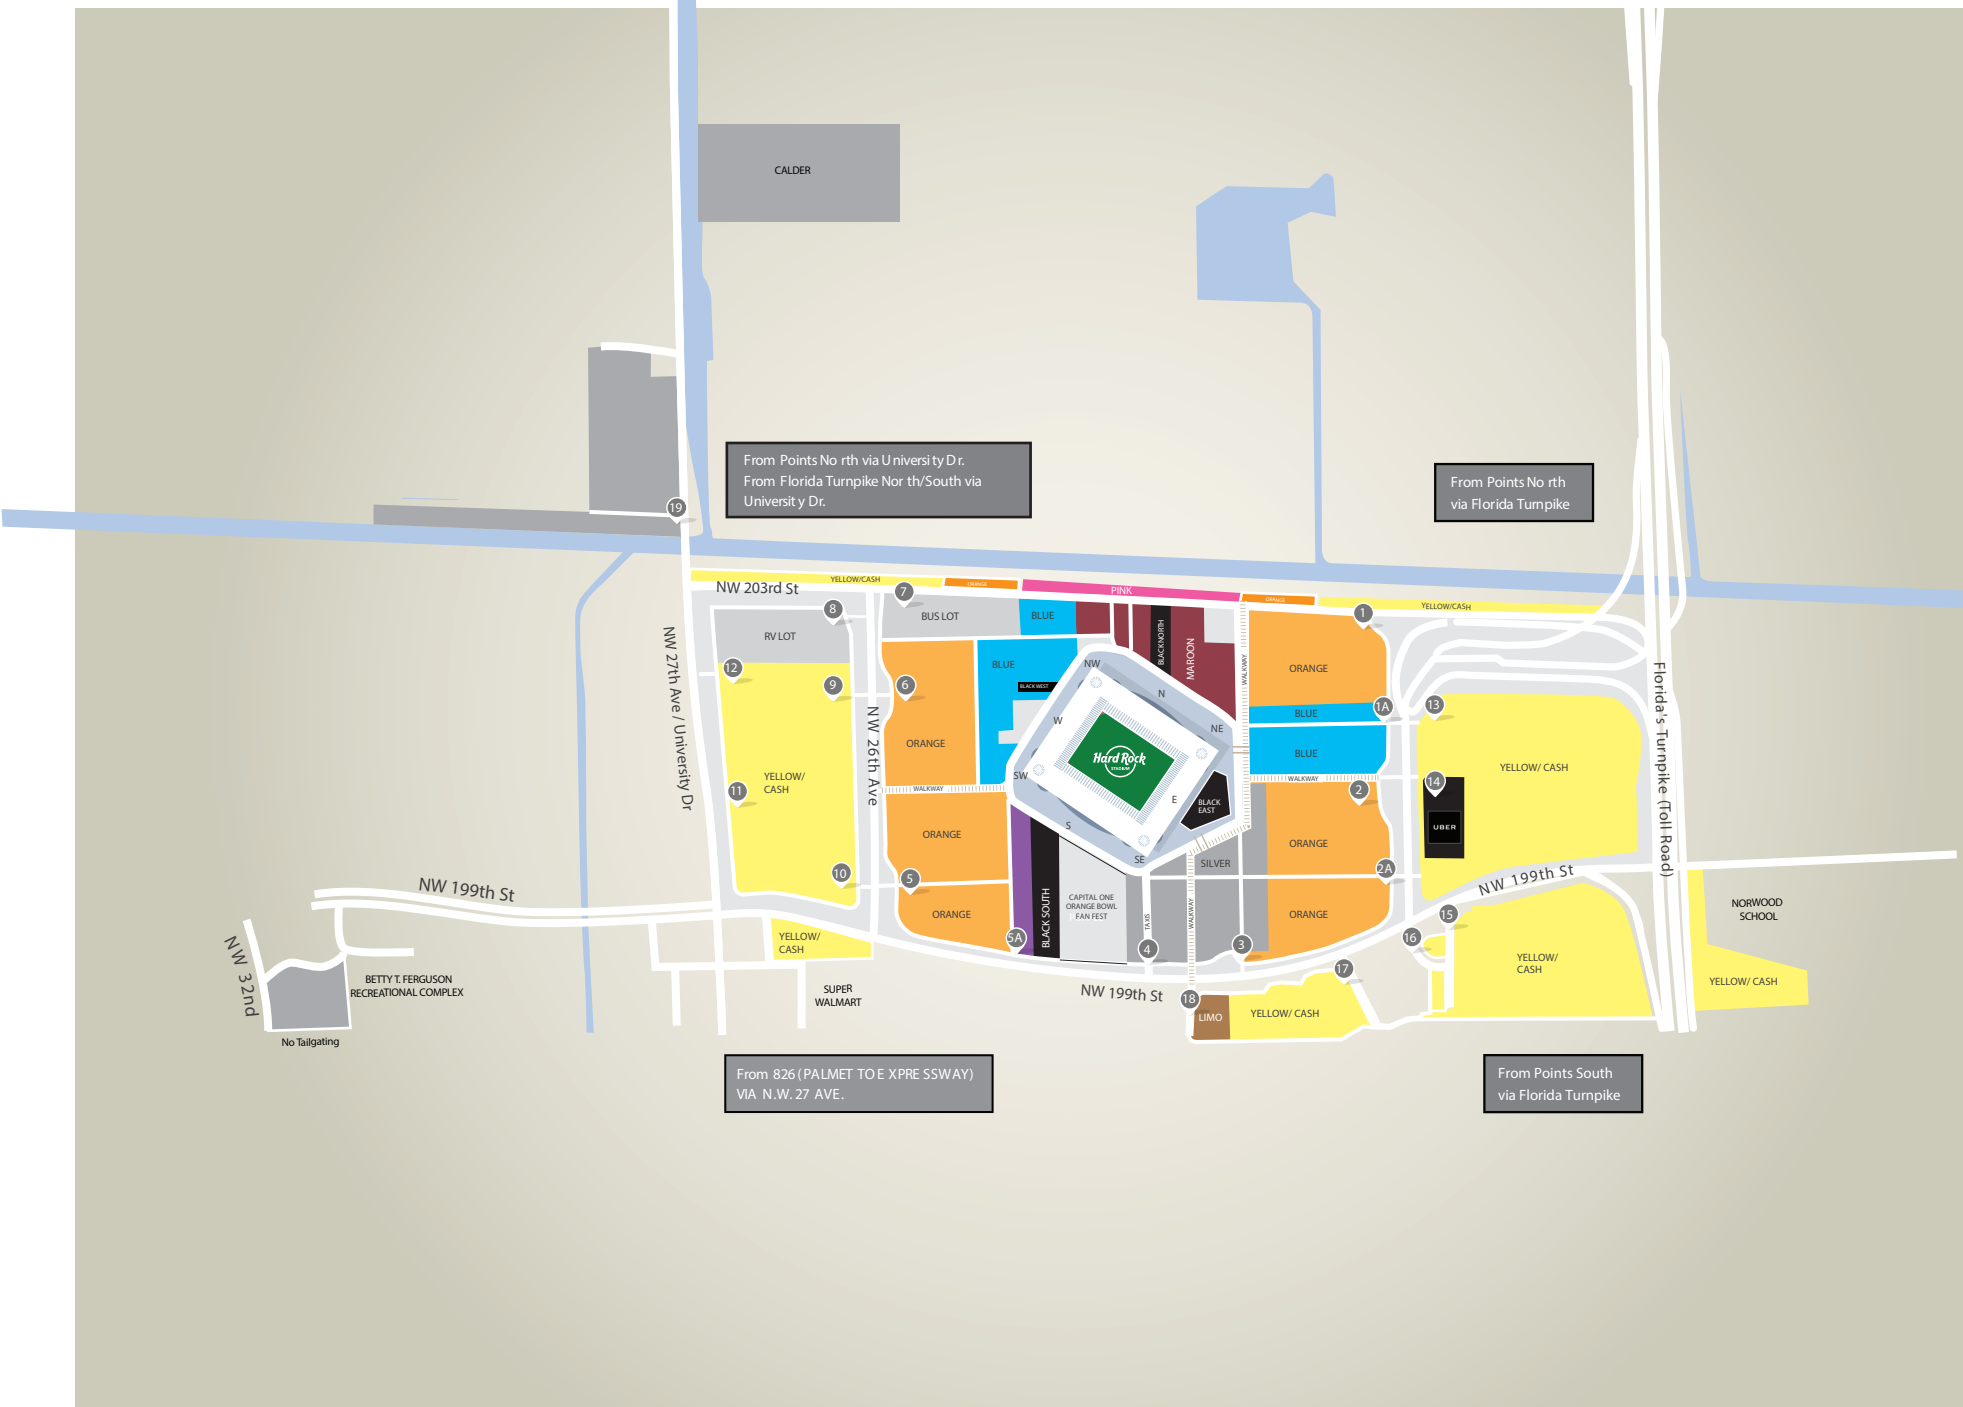 CALDER
From Points No rth via Universi ty Dr.
From Florida Turnpike Nor th/South via
Universit y Dr.
From Points No rth
via Florida Turnpike
19
YELLOW/CASH
ORANGE
PINK
ORANGE
YELLOW/CASH
NW 203rd St
7
8
1
RV LOT
BUS LOT
BLUE
BLACK NORTH
MAROON
WALKWAY
NW 27th Ave / University Dr
12
9
6
BLUE
BLACK WEST
NW
N
NE
W
SW
S
SE
E
ORANGE
1A
13
BLUE
BLUE
Florida's Turnpike (Toll Road)
NW 26th Ave
ORANGE
Hard Rock
STADIUM
YELLOW/ CASH
11
YELLOW/
CASH
WALKWAY
WALKWAY
2
14
BLACK
EAST
UBER
ORANGE
ORANGE
SILVER
10
5
2A
NW 199th St
NW 199th St
ORANGE
BLACK SOUTH
CAPITAL ONE
ORANGE BOWL
FAN FEST
TAXIS
WALKWAY
ORANGE
15
NORWOOD
SCHOOL
5A
4
3
16
YELLOW/
CASH
NW 32nd
17
YELLOW/
CASH
BETTY T. FERGUSON
RECREATIONAL COMPLEX
SUPER
WALMART
NW 199th St
18
LIMO
YELLOW/ CASH
YELLOW/ CASH
No Tailgating
From 826 (PALMET TO E XPRE SSWAY)
VIA N.W. 27 AVE.
From Points South
via Florida Turnpike